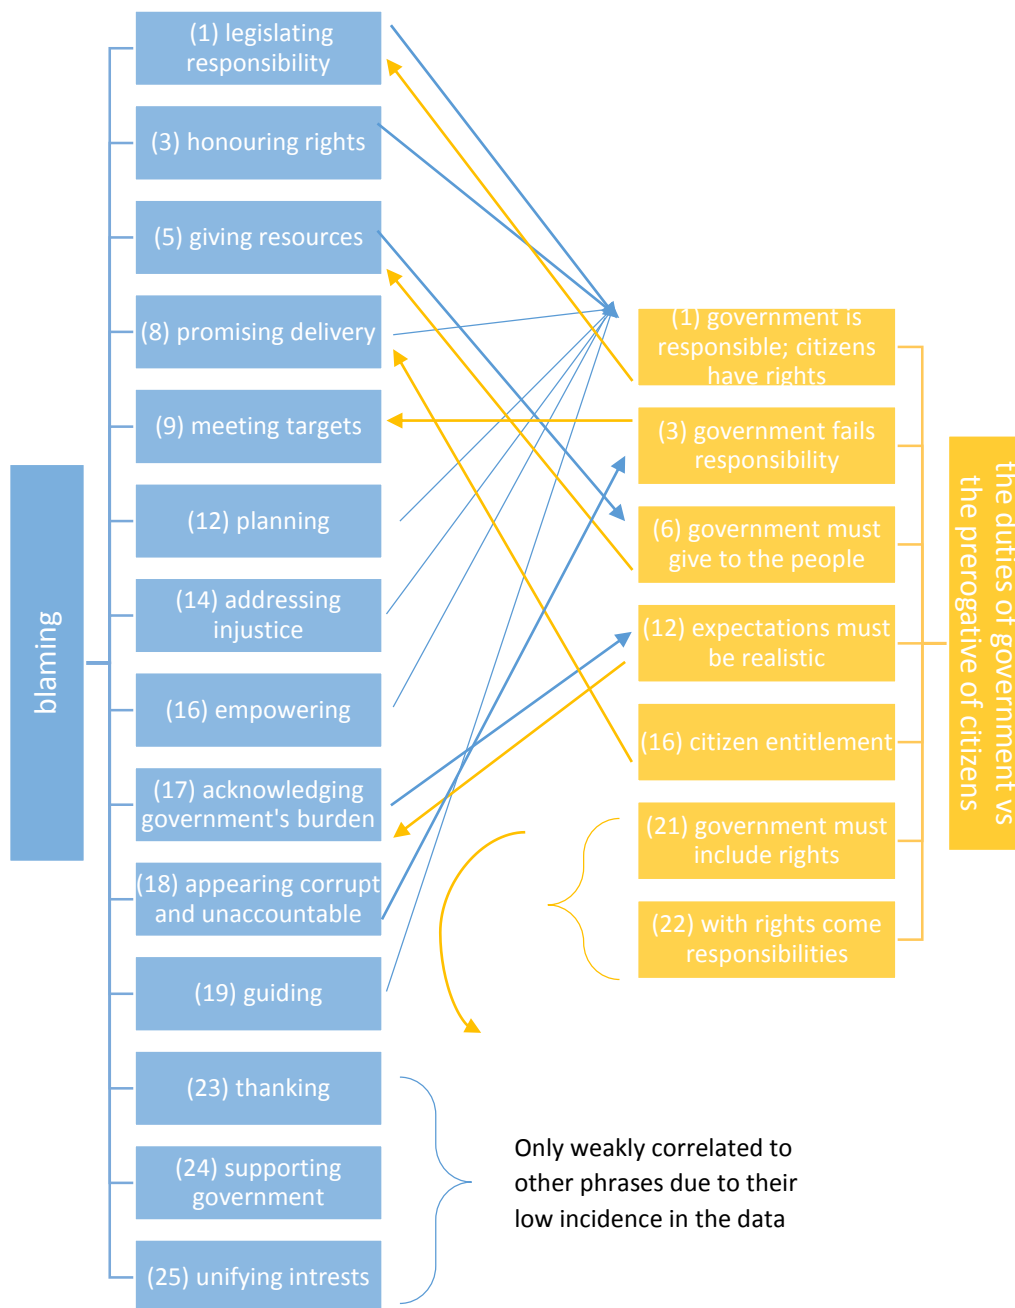 (1) legislating
responsibility
(3) honouring rights
(5) giving resources
(8) promising delivery
(9) meeting targets
(12) planning
(14) addressing
injustice
(16) empowering
(17) acknowledging
government's burden
(18) appearing corrupt
and unaccountable
(19) guiding
(23) thanking
(24) supporting
government
(25) unifying intrests
blaming
(1) government is
responsible; citizens
have rights
(3) government fails
responsibility
(6) government must
give to the people
(12) expectations must
be realistic
(16) citizen entitlement
(21) government must
include rights
(22) with rights come
responsibilities
the duties of government vs
the prerogative of citizens
Only weakly correlated to
other phrases due to their
low incidence in the data